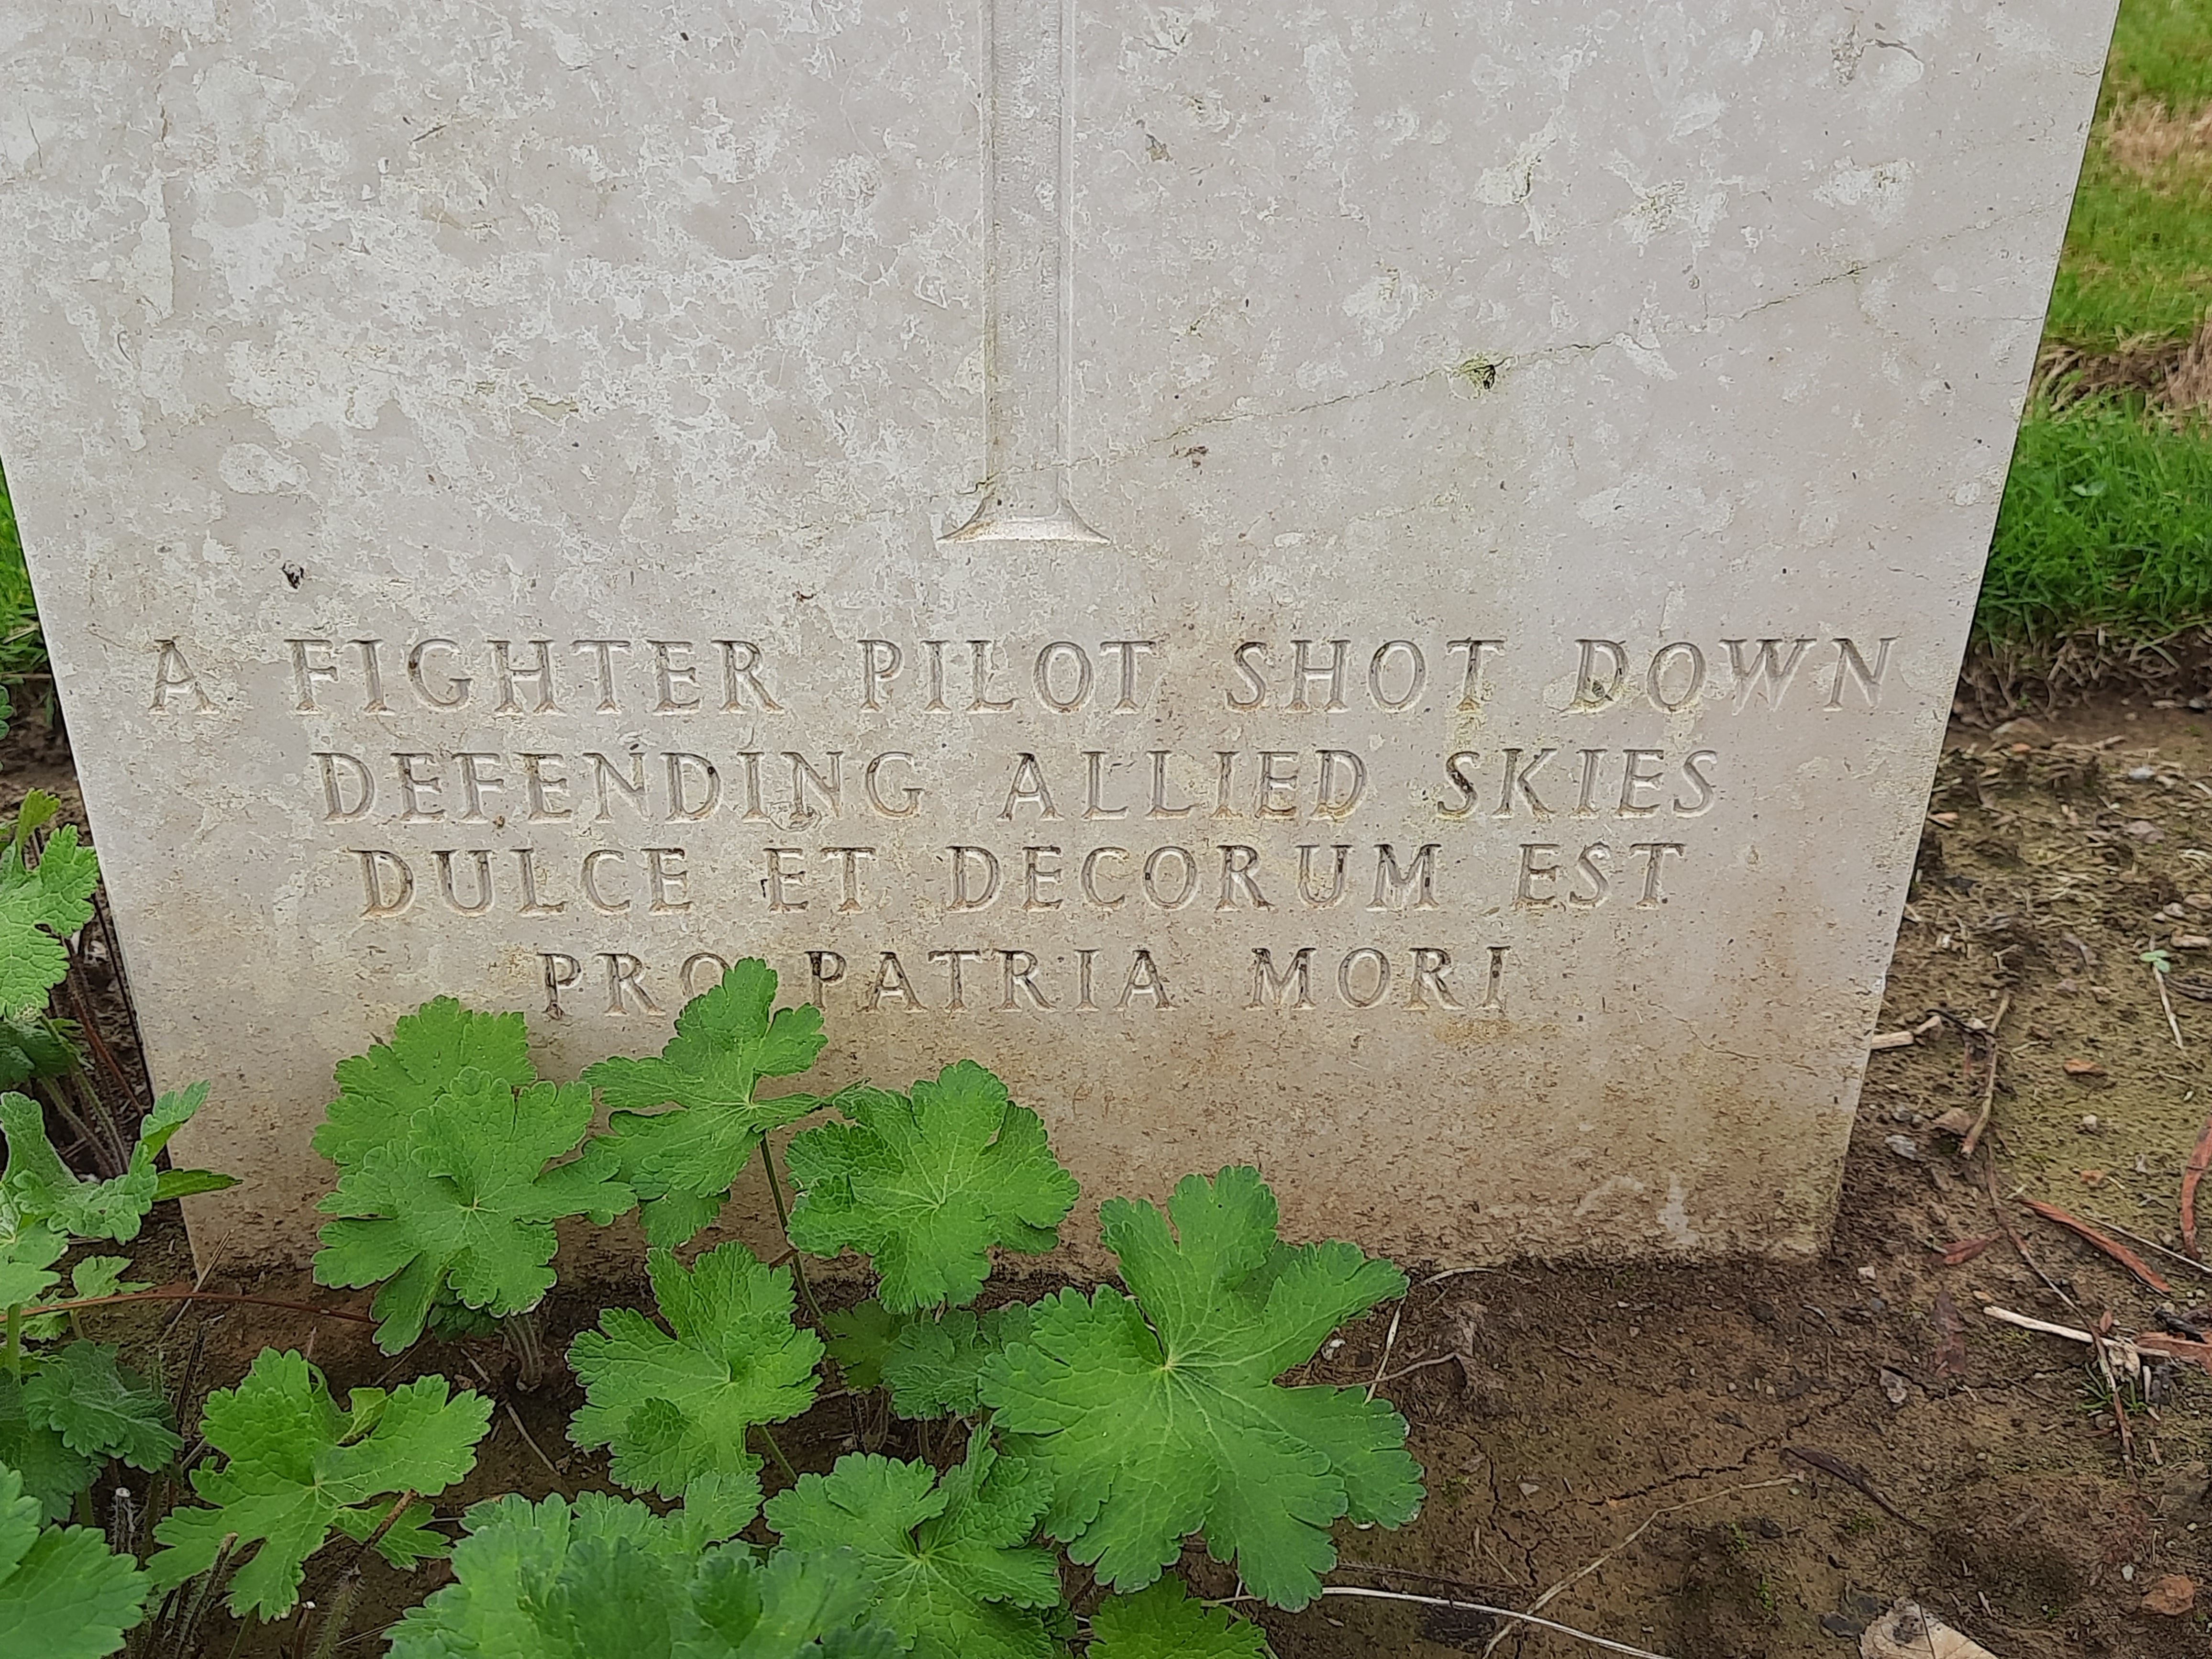 A FIGHTER PILOT SHOT DOWN
DEFENDING ALLIED SKIES
DULCE ET DECORUM EST
PRO PATRIA MORI